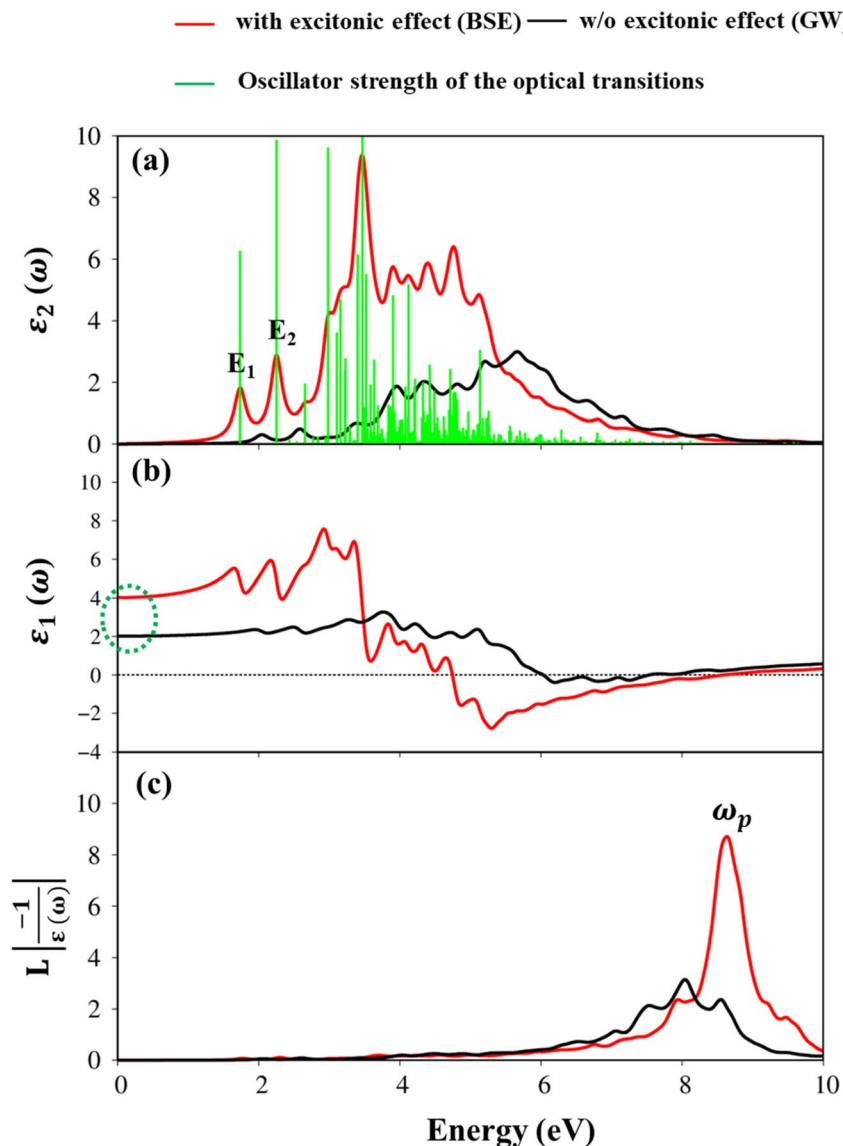 with excitonic effect (BSE) w/o excitonic effect (GW)
Oscillator strength of the optical transitions
(a)
10
8
6
4
2
0
ε₂ (ω)
E₁
E₂
(b)
10
8
6
4
2
0
−2
−4
ε₁ (ω)
(c)
10
8
6
4
2
0
L|−1/ε(ω)|
ωₚ
0 2 4 6 8 10
Energy (eV)